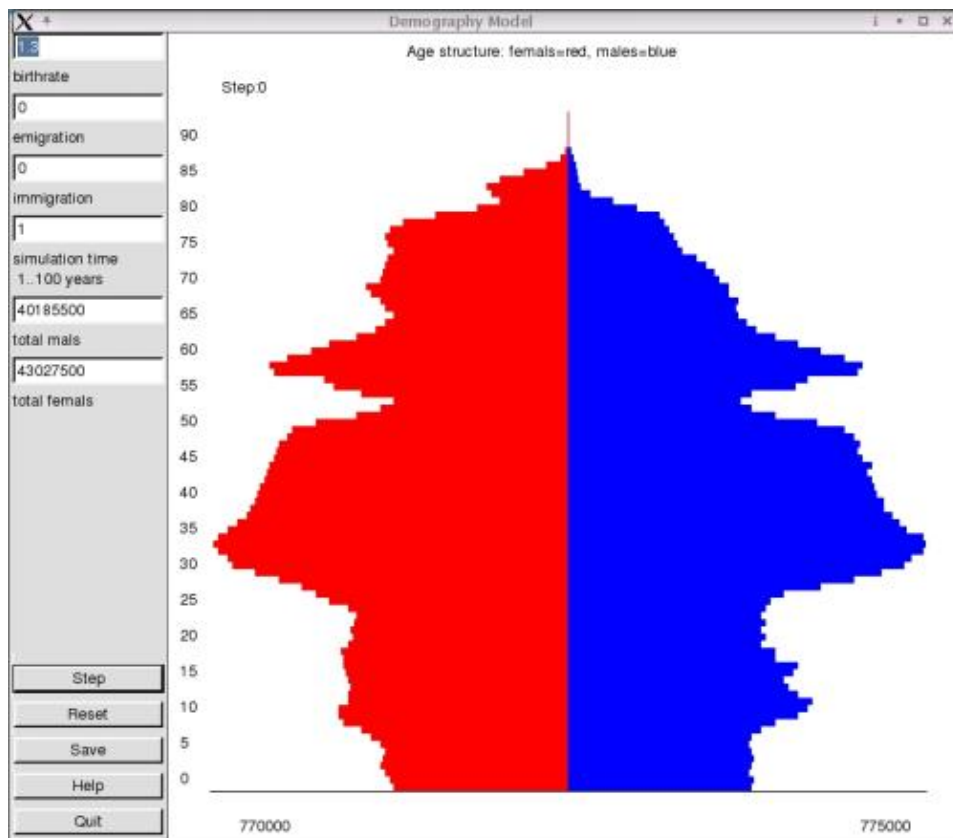 Demography Model
1.3
birthrate
0
emigration
0
immigration
1
simulation time
1..100 years
40185500
total mals
43027500
total femals
Step
Reset
Save
Help
Quit
Age structure: femals=red, males=blue
Step:0
90
85
80
75
70
65
60
55
50
45
40
35
30
25
20
15
10
5
0
770000
775000